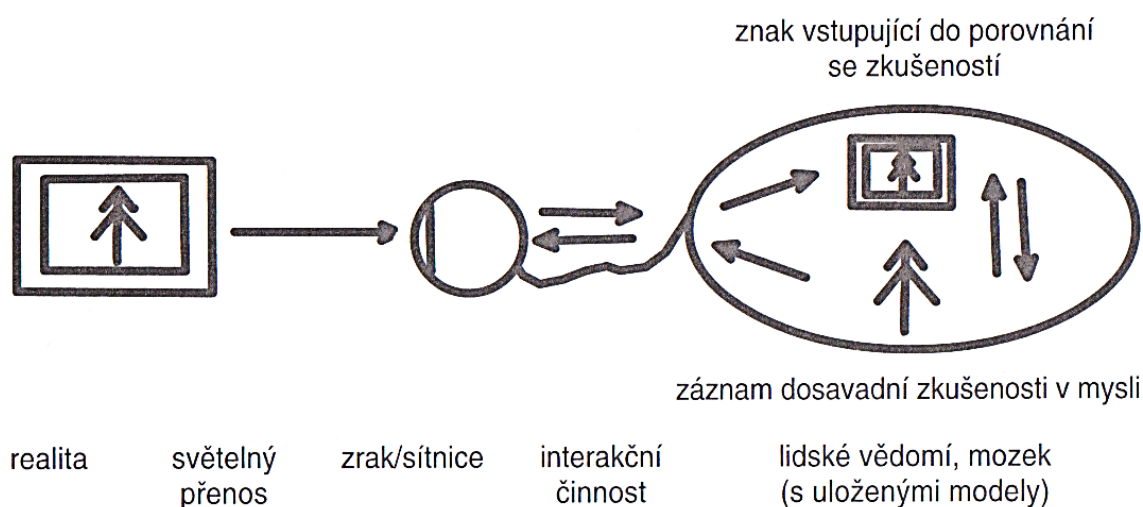 znak vstupující do porovnání
se zkušeností
záznam dosavadní zkušenosti v mysli
realita
světelný
přenos
zrak/sítnice
interakční
činnost
lidské vědomí, mozek
(s uloženými modely)